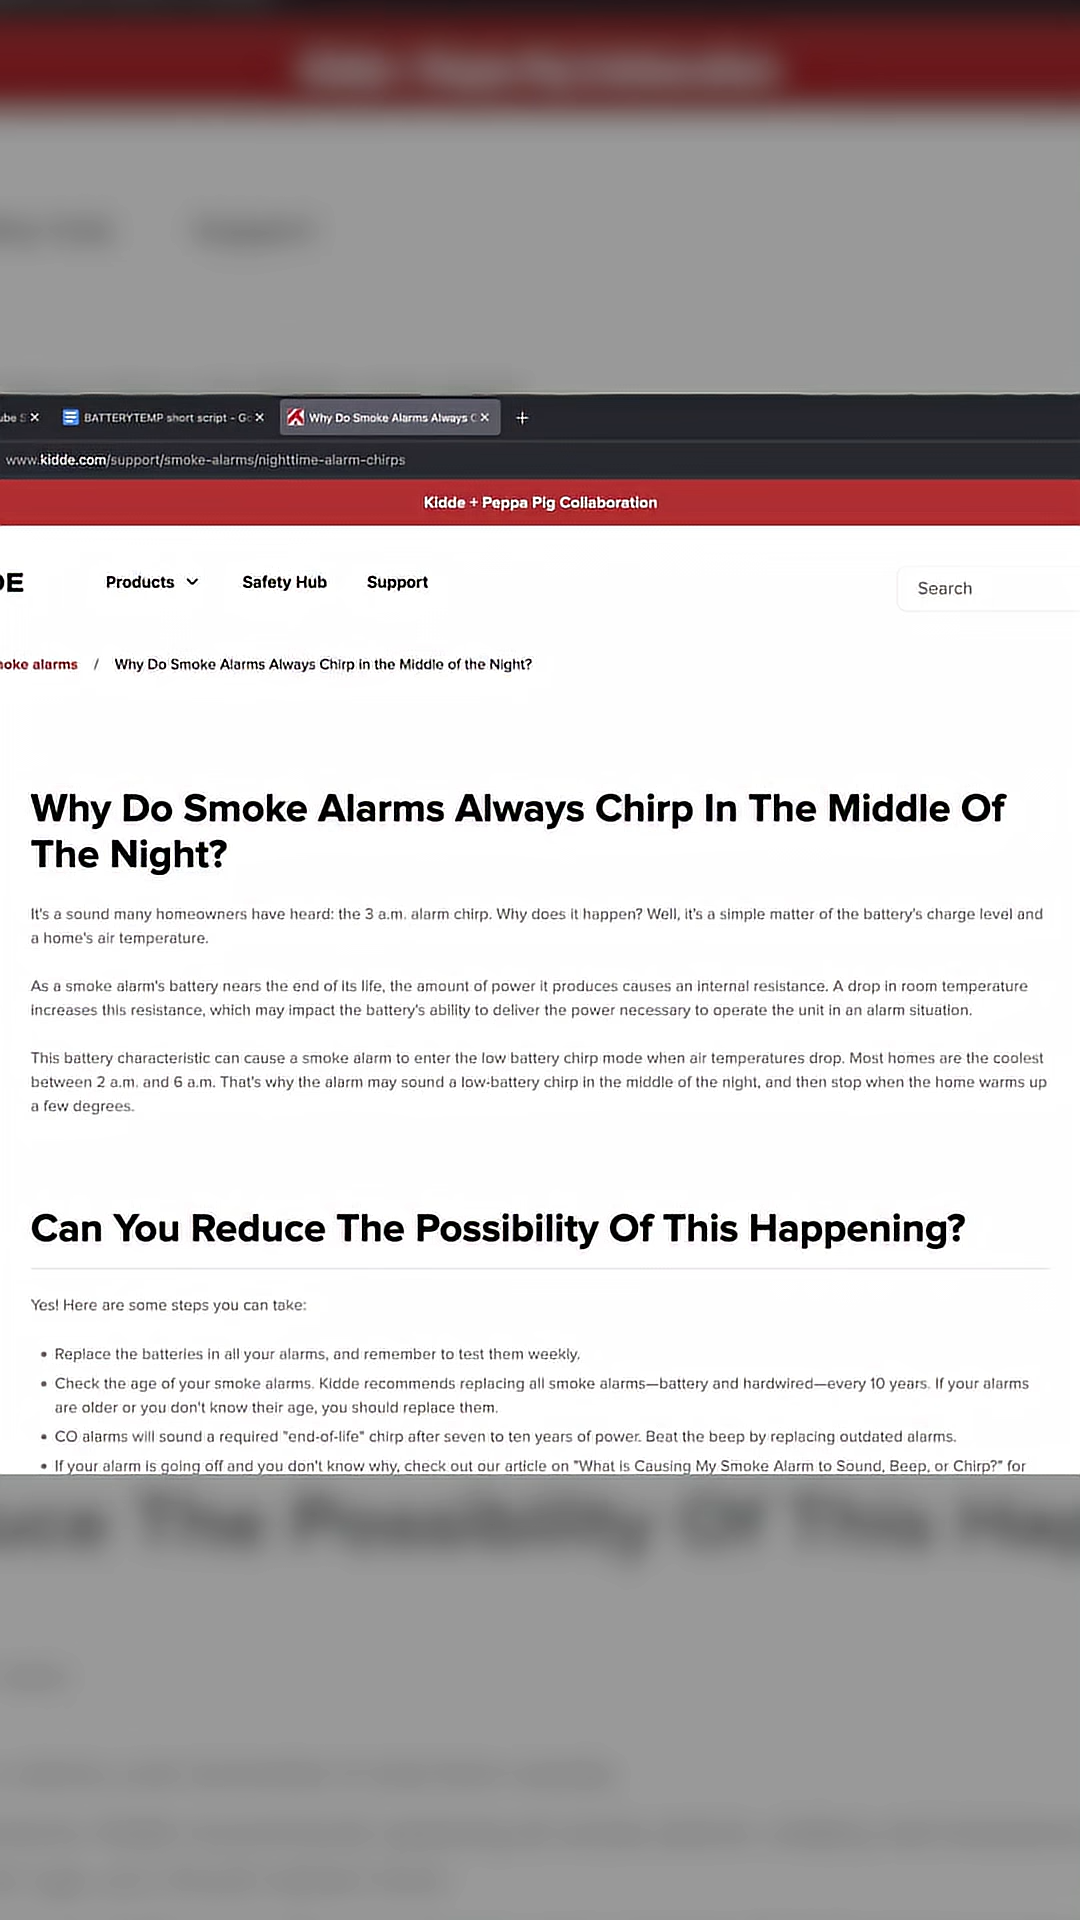 BATTERYTEMP short script - Go
Why Do Smoke Alarms Always C
www.kidde.com/support/smoke-alarms/nighttime-alarm-chirps
Kidde + Peppa Pig Collaboration
DE Products Safety Hub Support Search
moke alarms / Why Do Smoke Alarms Always Chirp in the Middle of the Night?
Why Do Smoke Alarms Always Chirp In The Middle Of
The Night?
It's a sound many homeowners have heard: the 3 a.m. alarm chirp. Why does it happen? Well, it's a simple matter of the battery's charge level and
a home's air temperature.
As a smoke alarm's battery nears the end of its life, the amount of power it produces causes an internal resistance. A drop in room temperature
increases this resistance, which may impact the battery's ability to deliver the power necessary to operate the unit in an alarm situation.
This battery characteristic can cause a smoke alarm to enter the low battery chirp mode when air temperatures drop. Most homes are the coolest
between 2 a.m. and 6 a.m. That's why the alarm may sound a low-battery chirp in the middle of the night, and then stop when the home warms up
a few degrees.
Can You Reduce The Possibility Of This Happening?
Yes! Here are some steps you can take:
• Replace the batteries in all your alarms, and remember to test them weekly.
• Check the age of your smoke alarms. Kidde recommends replacing all smoke alarms—battery and hardwired—every 10 years. If your alarms
are older or you don't know their age, you should replace them.
• CO alarms will sound a required "end-of-life" chirp after seven to ten years of power. Beat the beep by replacing outdated alarms.
• If your alarm is going off and you don't know why, check out our article on "What is Causing My Smoke Alarm to Sound, Beep, or Chirp?" for
uce The Possibility Of This Hap